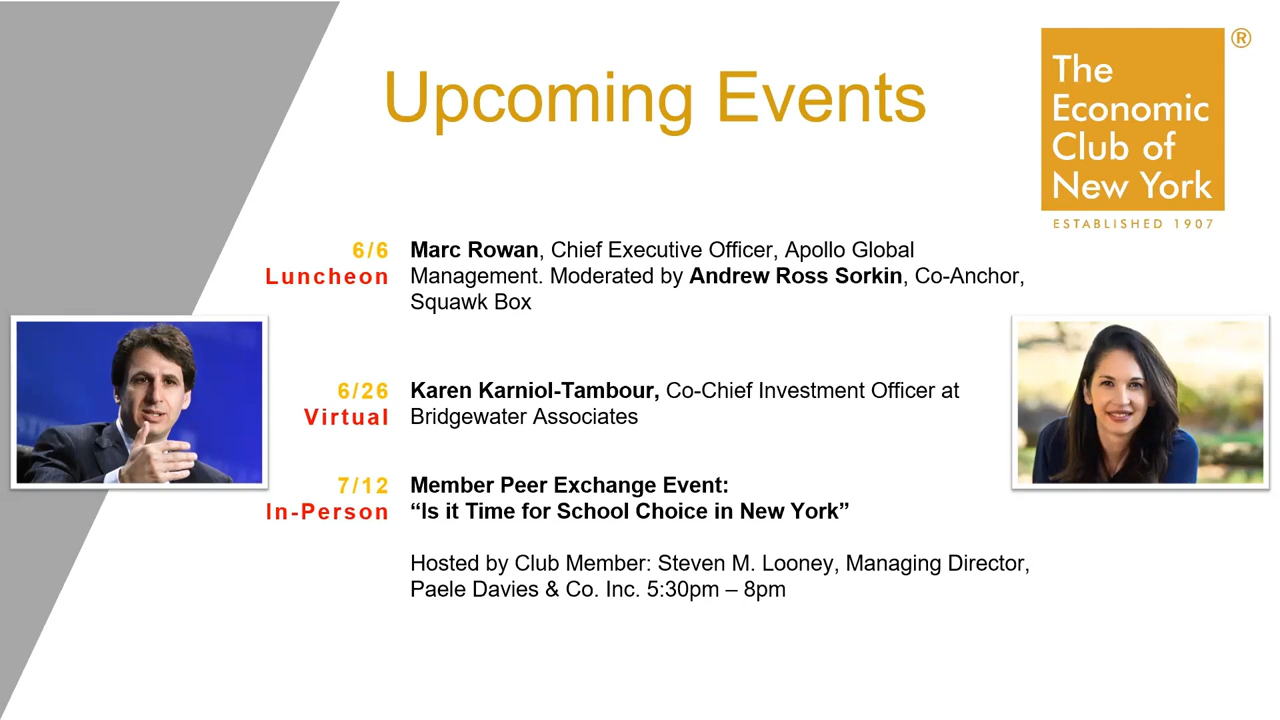 Upcoming Events
®
The
Economic
Club of
New York
ESTABLISHED 1907
6/6
Luncheon
Marc Rowan, Chief Executive Officer, Apollo Global
Management. Moderated by Andrew Ross Sorkin, Co-Anchor,
Squawk Box
6/26
Virtual
Karen Karniol-Tambour, Co-Chief Investment Officer at
Bridgewater Associates
7/12
In-Person
Member Peer Exchange Event:
“Is it Time for School Choice in New York”
Hosted by Club Member: Steven M. Looney, Managing Director,
Paele Davies & Co. Inc. 5:30pm – 8pm